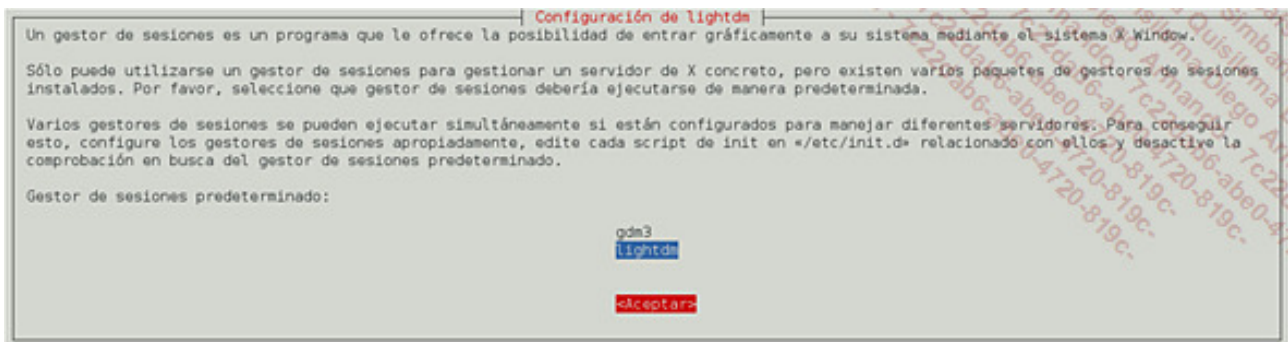 Configuración de lightdm
Un gestor de sesiones es un programa que le ofrece la posibilidad de entrar gráficamente a su sistema mediante el sistema X Window.
Sólo puede utilizarse un gestor de sesiones para gestionar un servidor de X concreto, pero existen varios paquetes de gestores de sesiones
instalados. Por favor, seleccione que gestor de sesiones debería ejecutarse de manera predeterminada.
Varios gestores de sesiones se pueden ejecutar simultáneamente si están configurados para manejar diferentes servidores. Para conseguir
esto, configure los gestores de sesiones apropiadamente, edite cada script de init en «/etc/init.d» relacionado con ellos y desactive la
comprobación en busca del gestor de sesiones predeterminado.
Gestor de sesiones predeterminado:
gdm3
lightdm
<Aceptar>